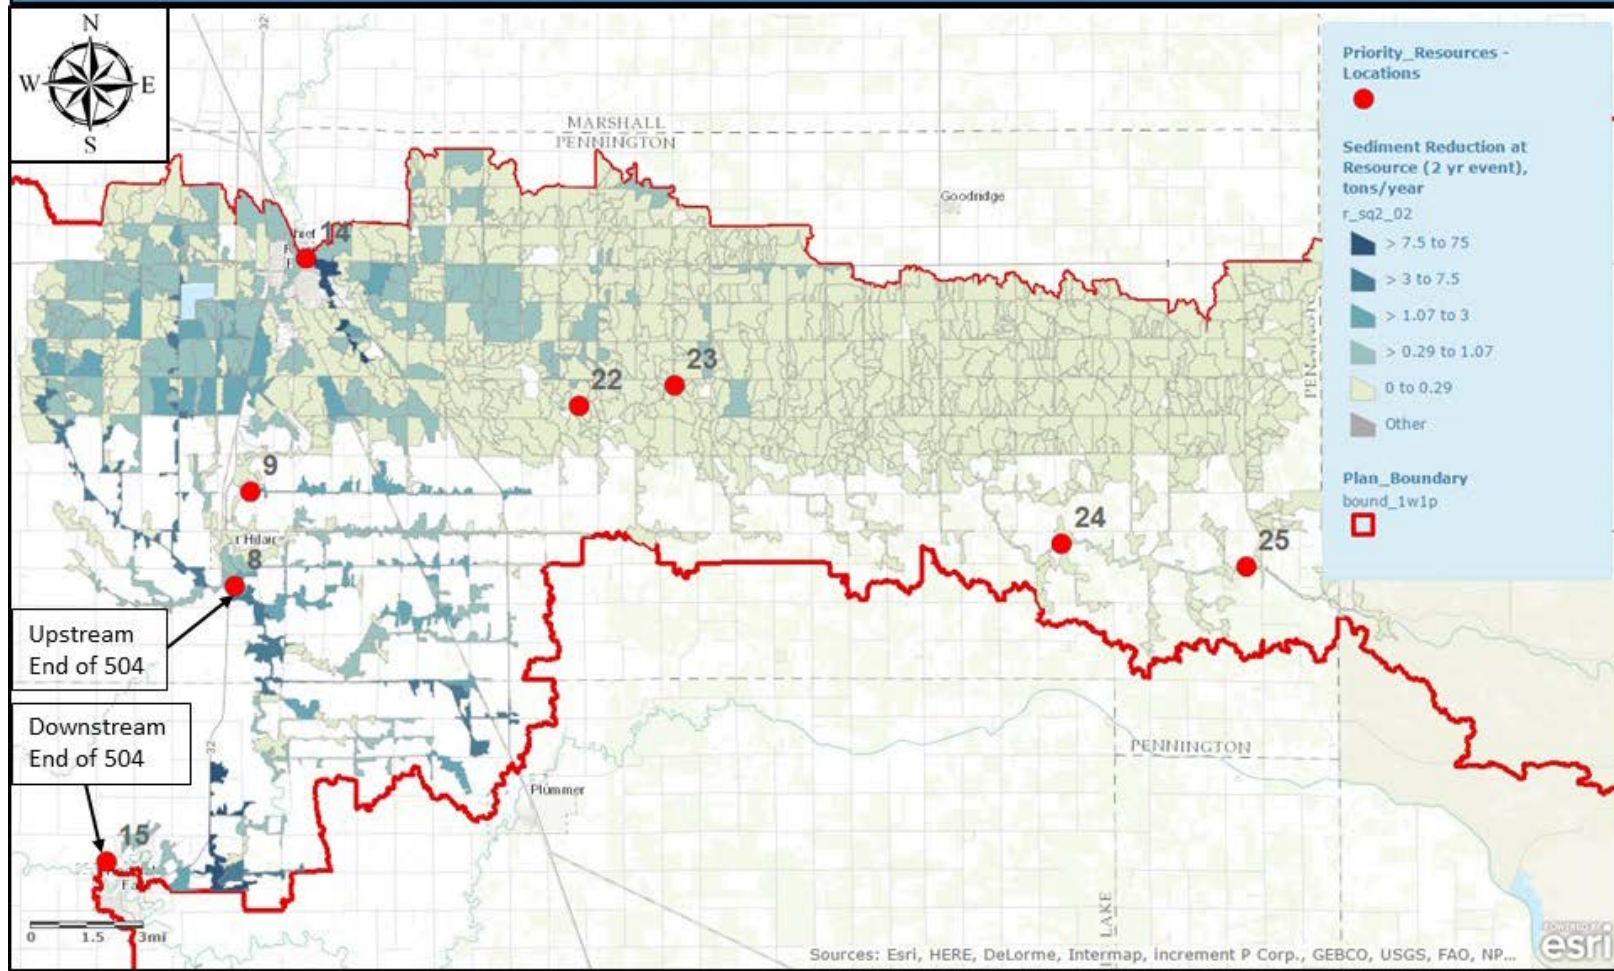 N
W
E
S
32
MARSHALL
PENNINGTON
Goodridge
14
1
22
23
9
8
24
25
Upstream
End of 504
Downstream
End of 504
32
15
Plummer
PENNINGTON
LAKE
0 1.5 3mi
Priority_Resources -
Locations
Sediment Reduction at
Resource (2 yr event),
tons/year
r_sq2_02
> 7.5 to 75
> 3 to 7.5
> 1.07 to 3
> 0.29 to 1.07
0 to 0.29
Other
Plan_Boundary
bound_1w1p
Sources: Esri, HERE, DeLorme, Intermap, increment P Corp., GEBCO, USGS, FAO, NP...
POWERED BY
esri